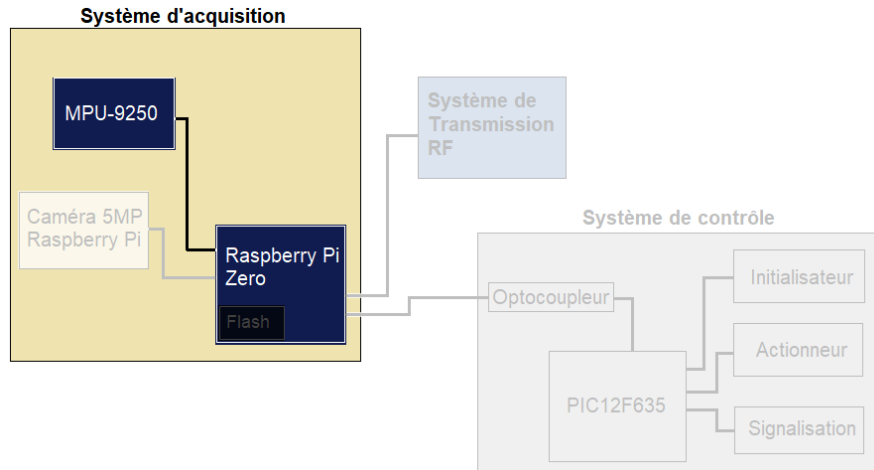 Système d'acquisition
MPU-9250
Système de
Transmission
RF
Caméra 5MP
Raspberry Pi
Système de contrôle
Raspberry Pi
Zero
Flash
Optocoupleur
Initialisateur
Actionneur
PIC12F635
Signalisation